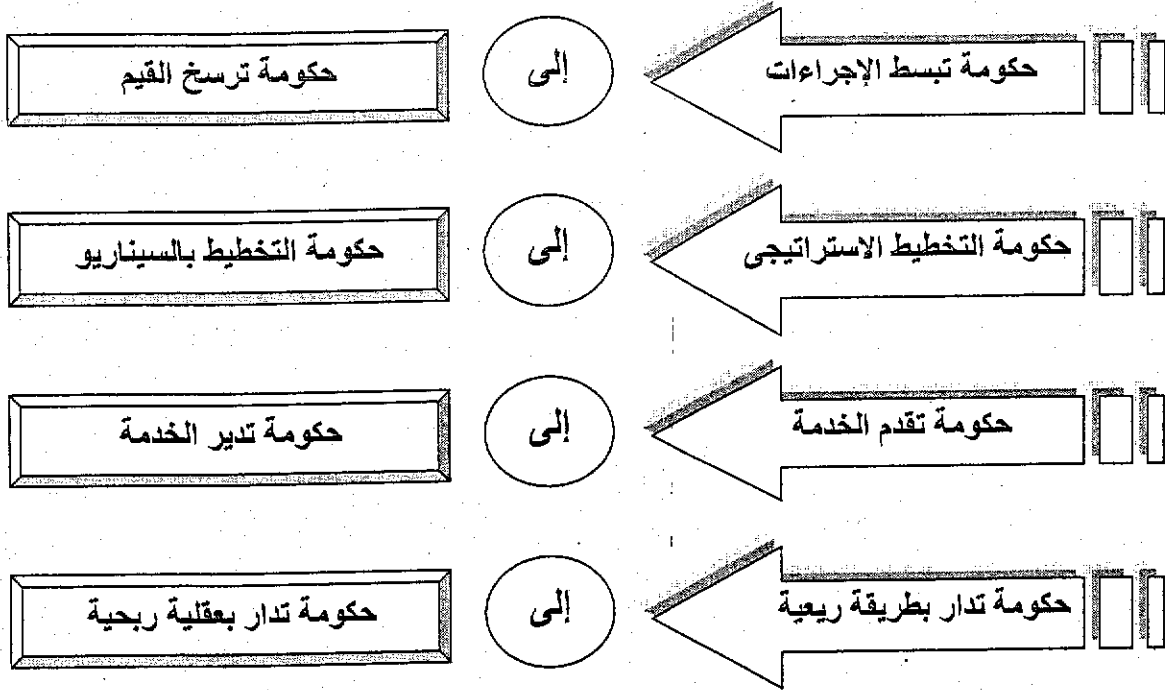 حكومة تبسط الإجراءات إلى حكومة ترسخ القيم
حكومة التخطيط الاستراتيجى إلى حكومة التخطيط بالسيناريو
حكومة تقدم الخدمة إلى حكومة تدير الخدمة
حكومة تدار بطريقة ريعية إلى حكومة تدار بعقلية ربحية